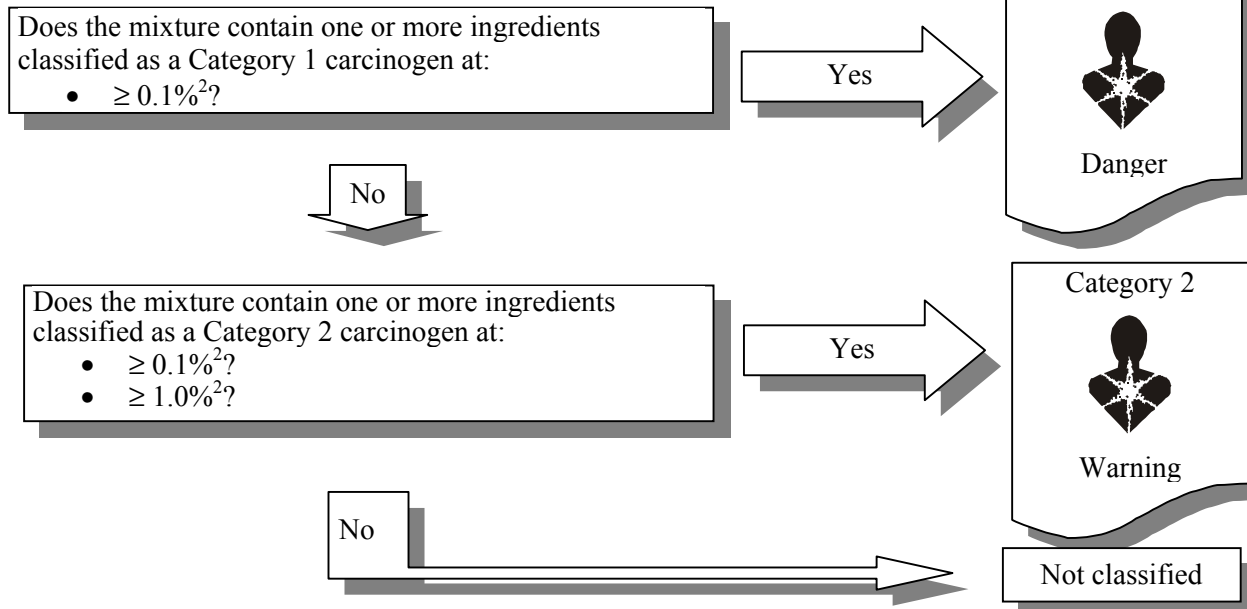 Does the mixture contain one or more ingredients
classified as a Category 1 carcinogen at:
• ≥ 0.1%²?
Yes
Danger
No
Does the mixture contain one or more ingredients
classified as a Category 2 carcinogen at:
• ≥ 0.1%²?
• ≥ 1.0%²?
Yes
Category 2
Warning
No
Not classified